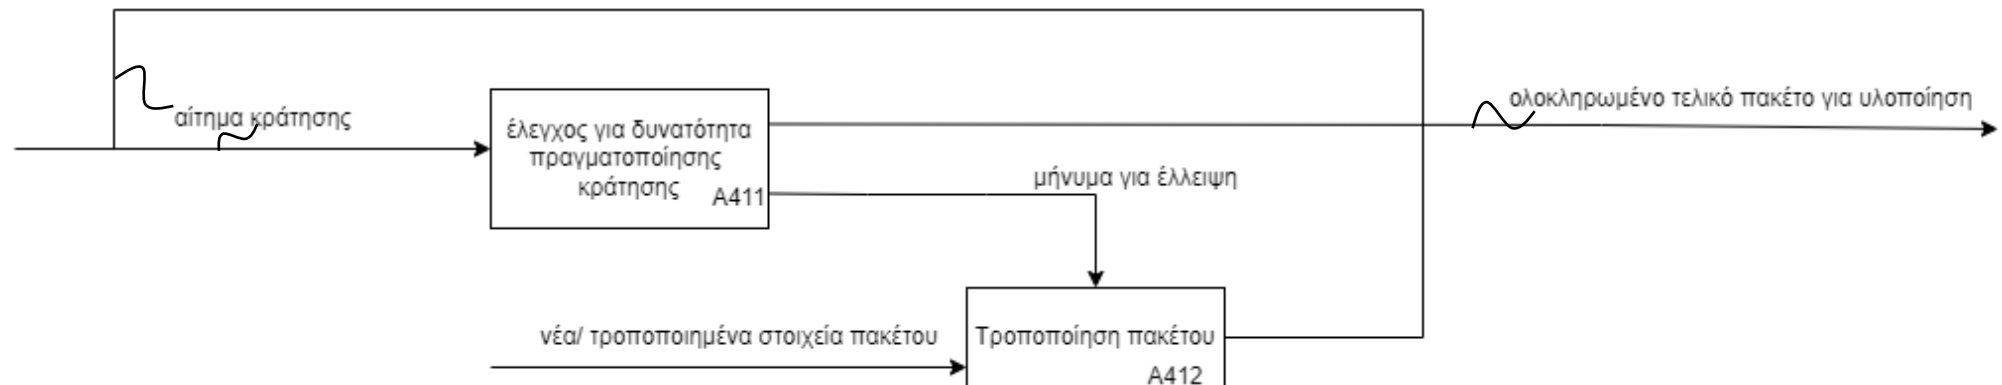 ολοκληρωμένο τελικό πακέτο για υλοποίηση
αίτημα κράτησης
έλεγχος για δυνατότητα
πραγματοποίησης
κράτησης
A411
μήνυμα για έλλειψη
νέα/ τροποποιημένα στοιχεία πακέτου
Τροποποίηση πακέτου
A412